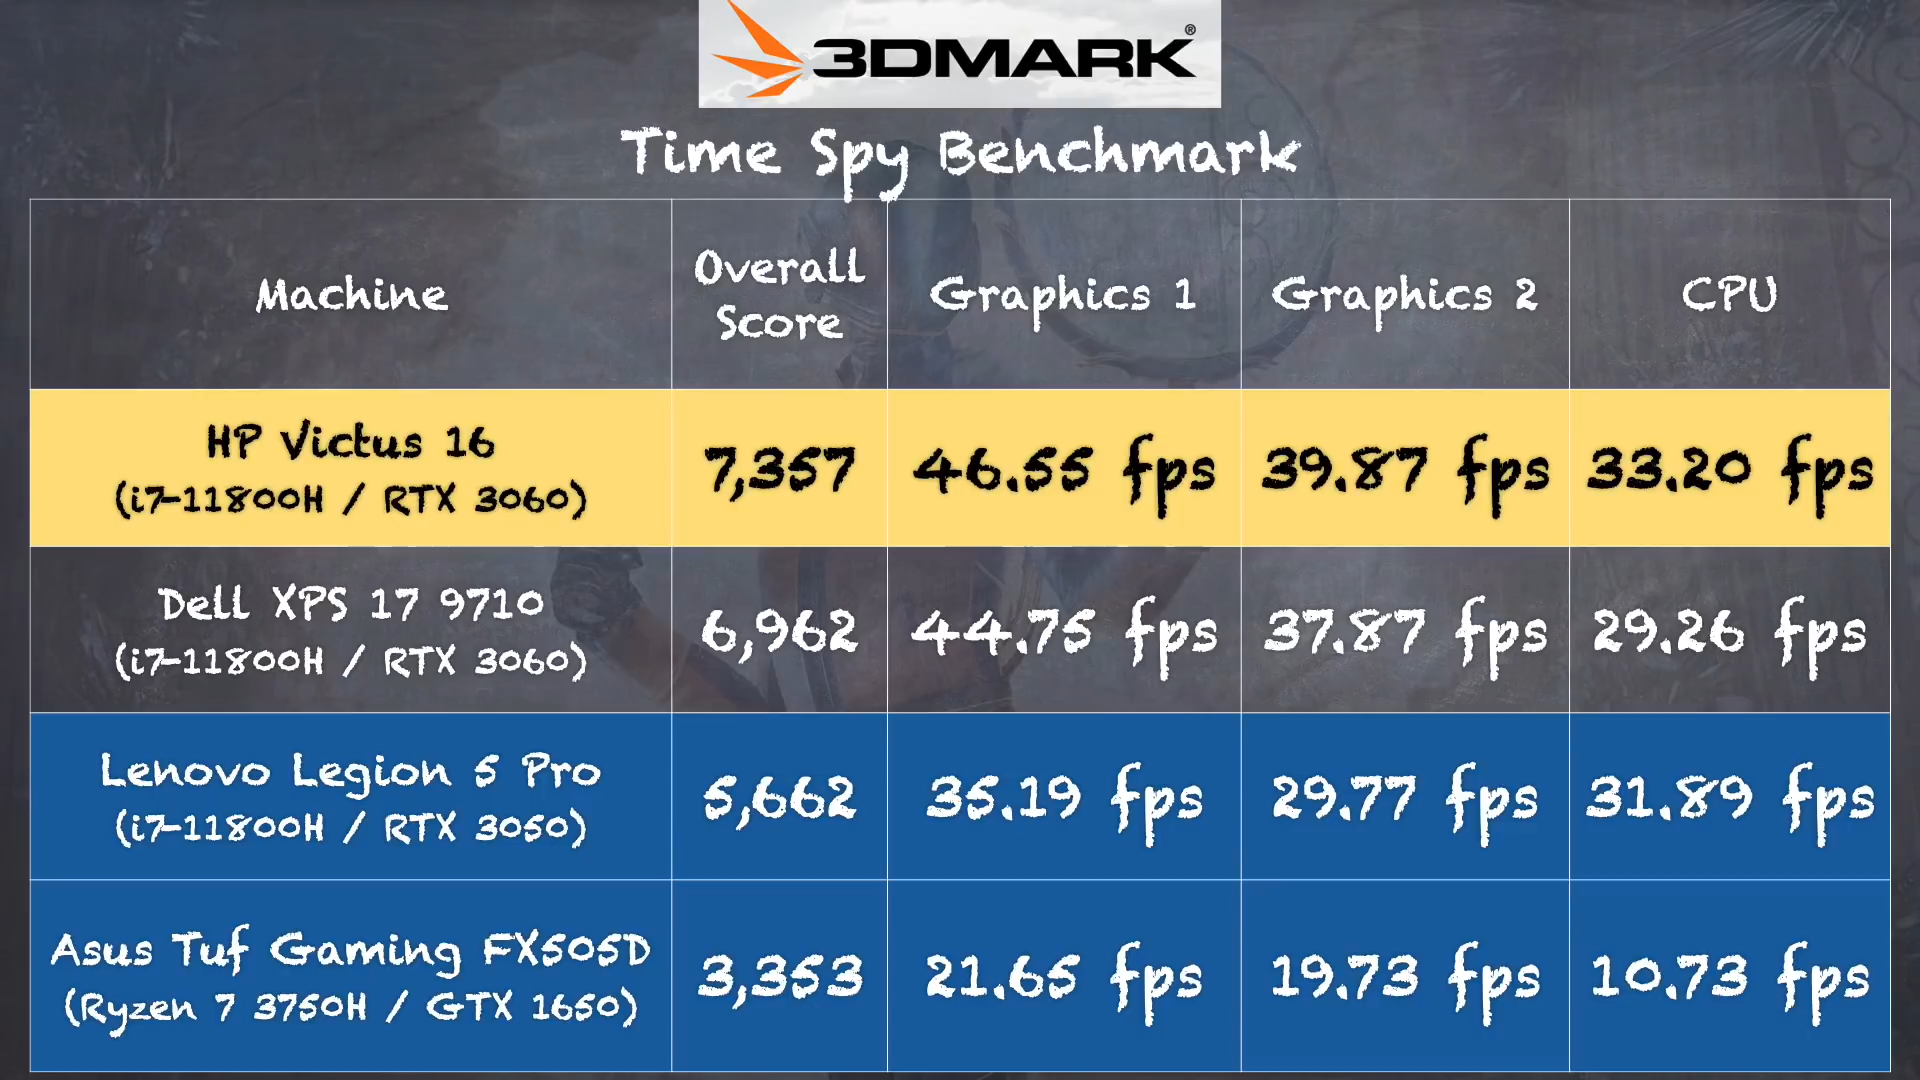 3DMARK®
Time Spy Benchmark
Machine
Overall
Score
Graphics 1
Graphics 2
CPU
HP Victus 16
(i7-11800H / RTX 3060)
7,357
46.55 fps
39.87 fps
33.20 fps
Dell XPS 17 9710
(i7-11800H / RTX 3060)
6,962
44.75 fps
37.87 fps
29.26 fps
Lenovo Legion 5 Pro
(i7-11800H / RTX 3050)
5,662
35.19 fps
29.77 fps
31.89 fps
Asus Tuf Gaming FX505D
(Ryzen 7 3750H / GTX 1650)
3,353
21.65 fps
19.73 fps
10.73 fps